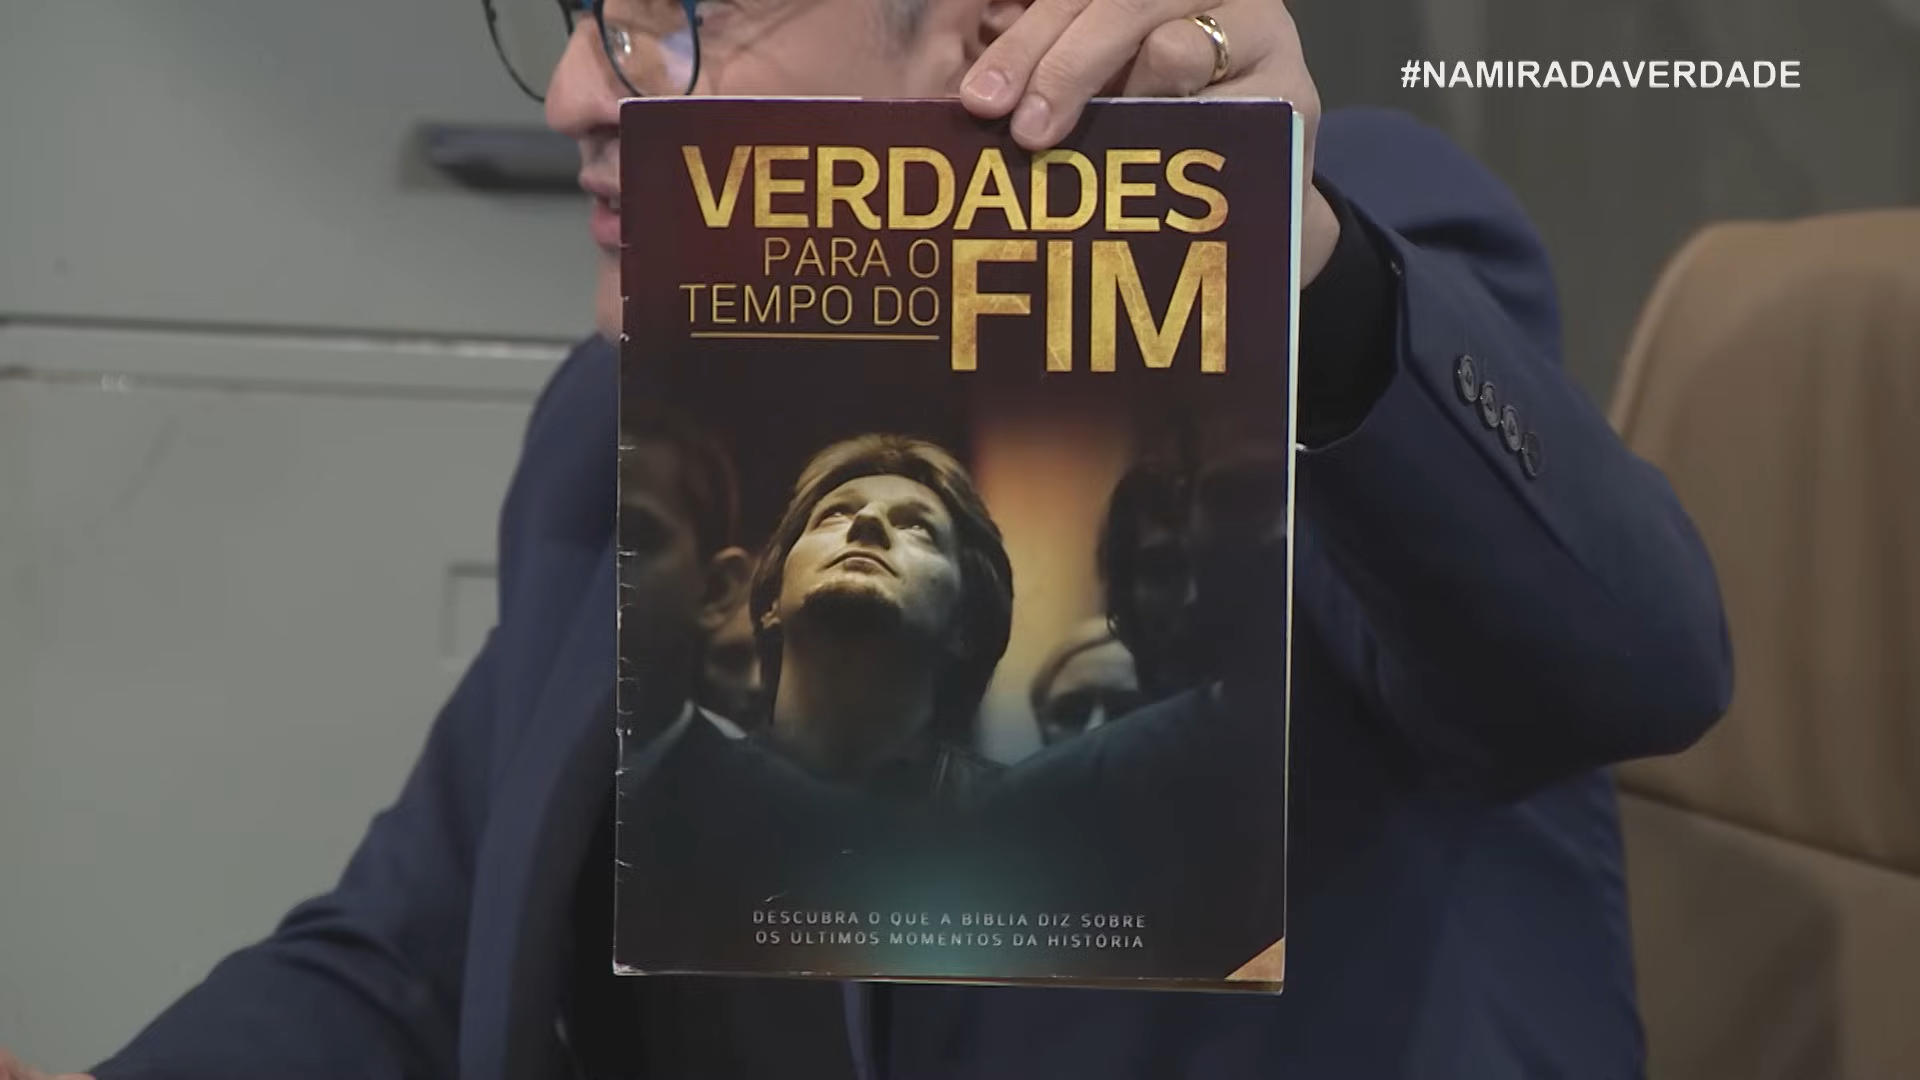 #NAMIRADAVERDADE
VERDADES
PARA O
TEMPO DO FIM
DESCUBRA O QUE A BÍBLIA DIZ SOBRE
OS ÚLTIMOS MOMENTOS DA HISTÓRIA